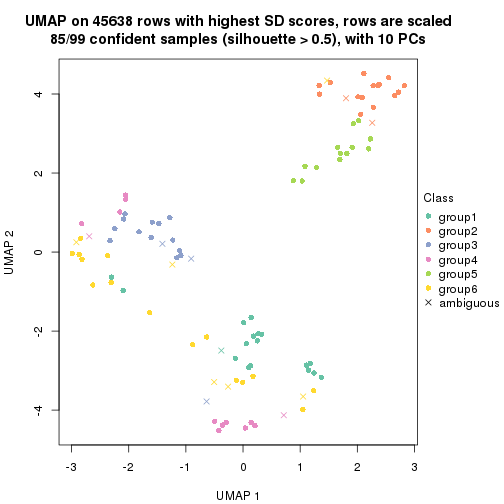 UMAP on 45638 rows with highest SD scores, rows are scaled
85/99 confident samples (silhouette > 0.5), with 10 PCs
4
2
0
-2
-4
UMAP 2
-3 -2 -1 0 1 2 3
UMAP 1
Class
group1
group2
group3
group4
group5
group6
ambiguous